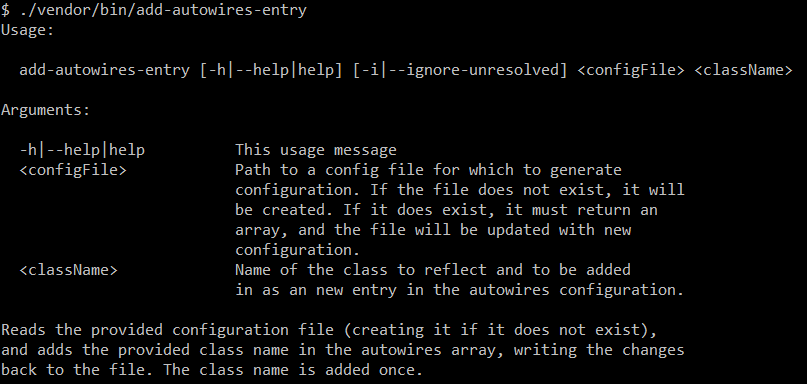 $ ./vendor/bin/add-autowires-entry
Usage:
add-autowires-entry [-h|--help|help] [-i|--ignore-unresolved] <configFile> <className>
Arguments:
-h|--help|help This usage message
<configFile> Path to a config file for which to generate
configuration. If the file does not exist, it will
be created. If it does exist, it must return an
array, and the file will be updated with new
configuration.
<className> Name of the class to reflect and to be added
in as an new entry in the autowires configuration.
Reads the provided configuration file (creating it if it does not exist),
and adds the provided class name in the autowires array, writing the changes
back to the file. The class name is added once.